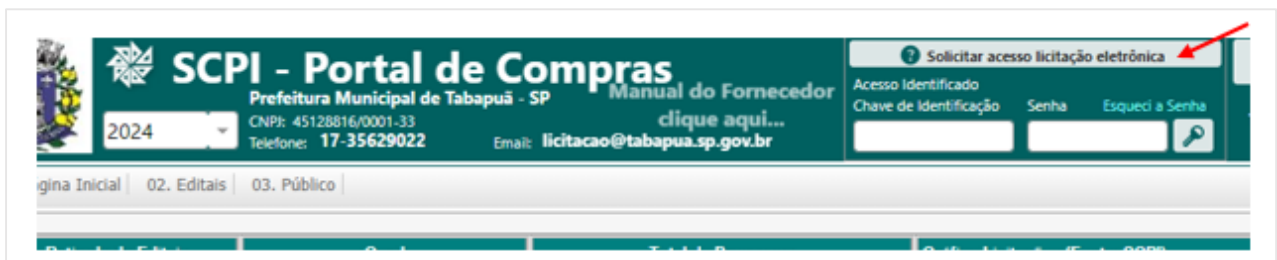 SCPI - Portal de Compras
Prefeitura Municipal de Tabapuã - SP
Manual do Fornecedor
clique aqui...
2024
CNPJ: 45128816/0001-33
Telefone: 17-35629022
Email: licitacao@tabapua.sp.gov.br
Solicitar acesso licitação eletrônica
Acesso Identificado
Chave de Identificação Senha Esqueci a Senha
gina Inicial 02. Editais 03. Público